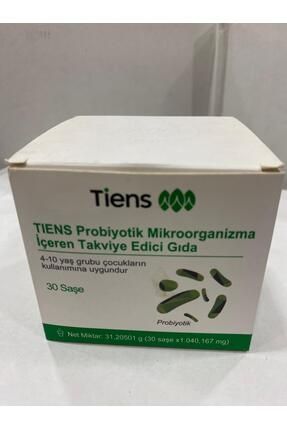 Tiens
TIENS Probiyotik Mikroorganizma
İçeren Takviye Edici Gıda
4-10 yaş grubu çocukların
kullanımına uygundur
30 Saşe
Probiyotik
Net Miktar: 31,20501 g (30 saşe x1.040,167 mg)